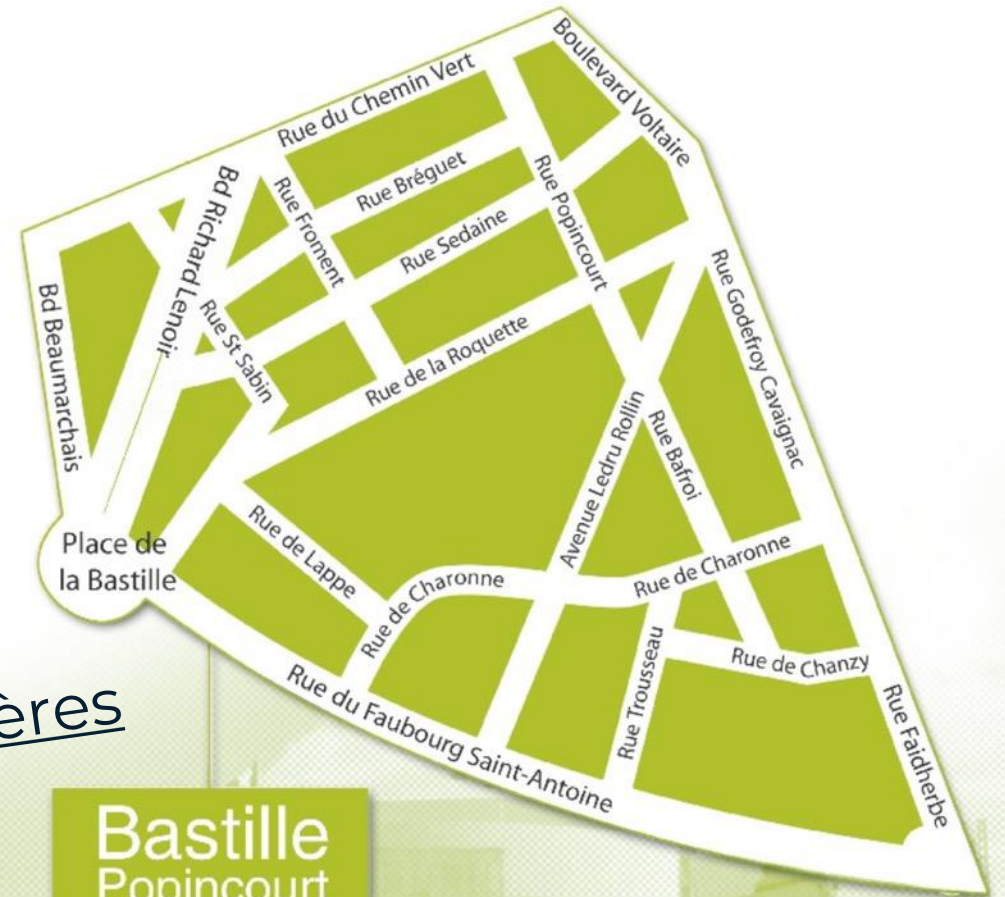 Boulevard Voltaire
Rue du Chemin Vert
Bd Richard Lenoir
Rue Froment
Rue Bréguet
Rue Popincourt
Rue Sedaine
Bd Beaumarchais
Rue St Sabin
Rue de la Roquette
Rue Godefroy Cavaignac
Avenue Ledru Rollin
Rue Bafroi
Place de
la Bastille
Rue de Lappe
Rue de Charonne
Rue de Charonne
Rue de Chanzy
Rue Trousseau
Rue du Faubourg Saint-Antoine
Rue Faidherbe
ères
Bastille
Popincourt